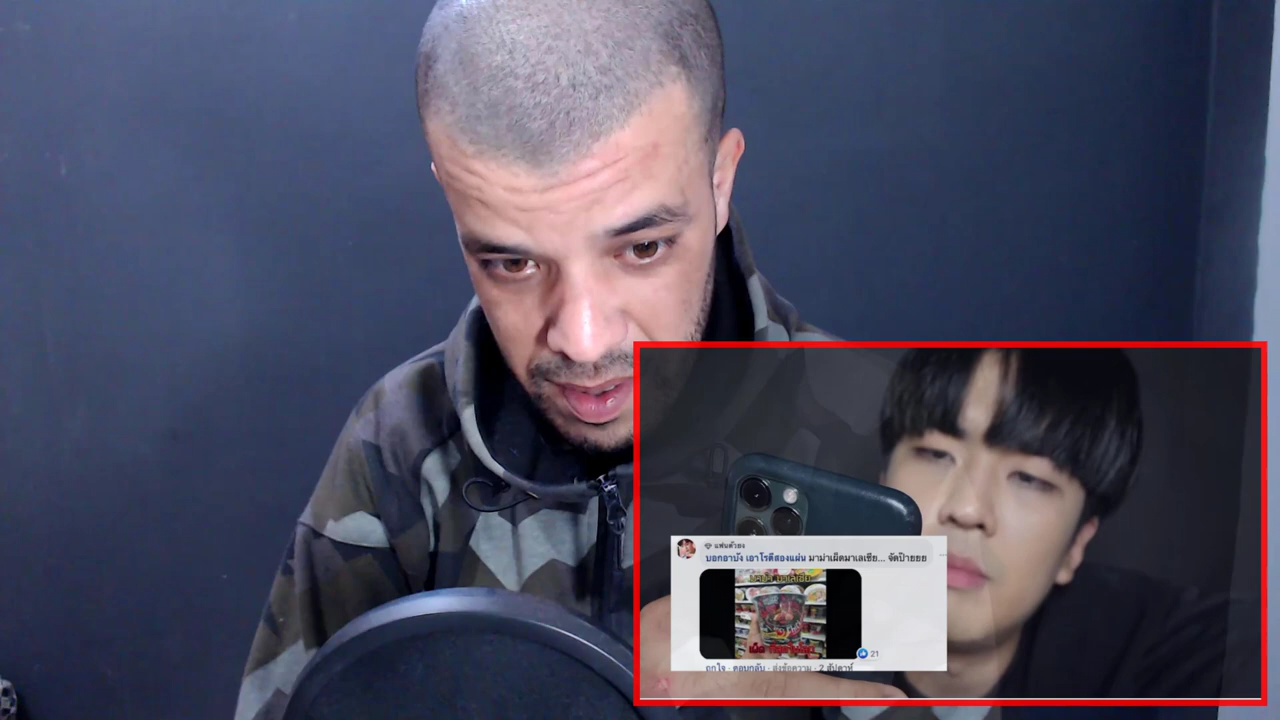 แฟนตัวยง
บอกอาบัง เอาโรตีสองแผ่น มาม่าเผ็ดมาเลเซีย... จัดป๊ายยย
21
ถูกใจ · ตอบกลับ · ส่งข้อความ · 2 สัปดาห์